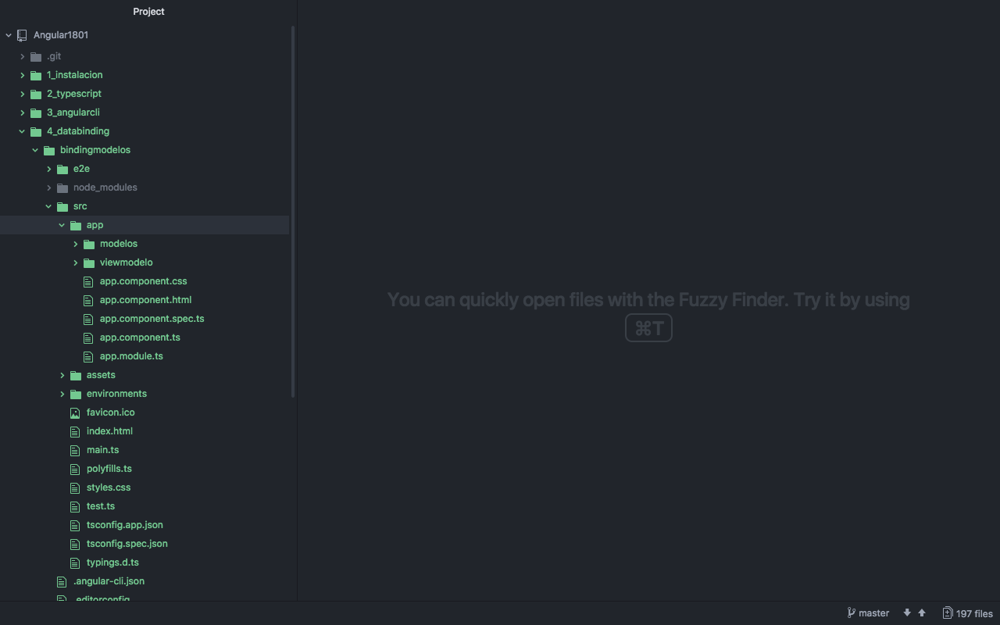 Project
Angular1801
.git
1_instalacion
2_typescript
3_angularcli
4_databinding
bindingmodelos
e2e
node_modules
src
app
modelos
viewmodelo
app.component.css
app.component.html
app.component.spec.ts
app.component.ts
app.module.ts
assets
environments
favicon.ico
index.html
main.ts
polyfills.ts
styles.css
test.ts
tsconfig.app.json
tsconfig.spec.json
typings.d.ts
.angular-cli.json
.editorconfig
You can quickly open files with the Fuzzy Finder. Try it by using
⌘T
master
197 files